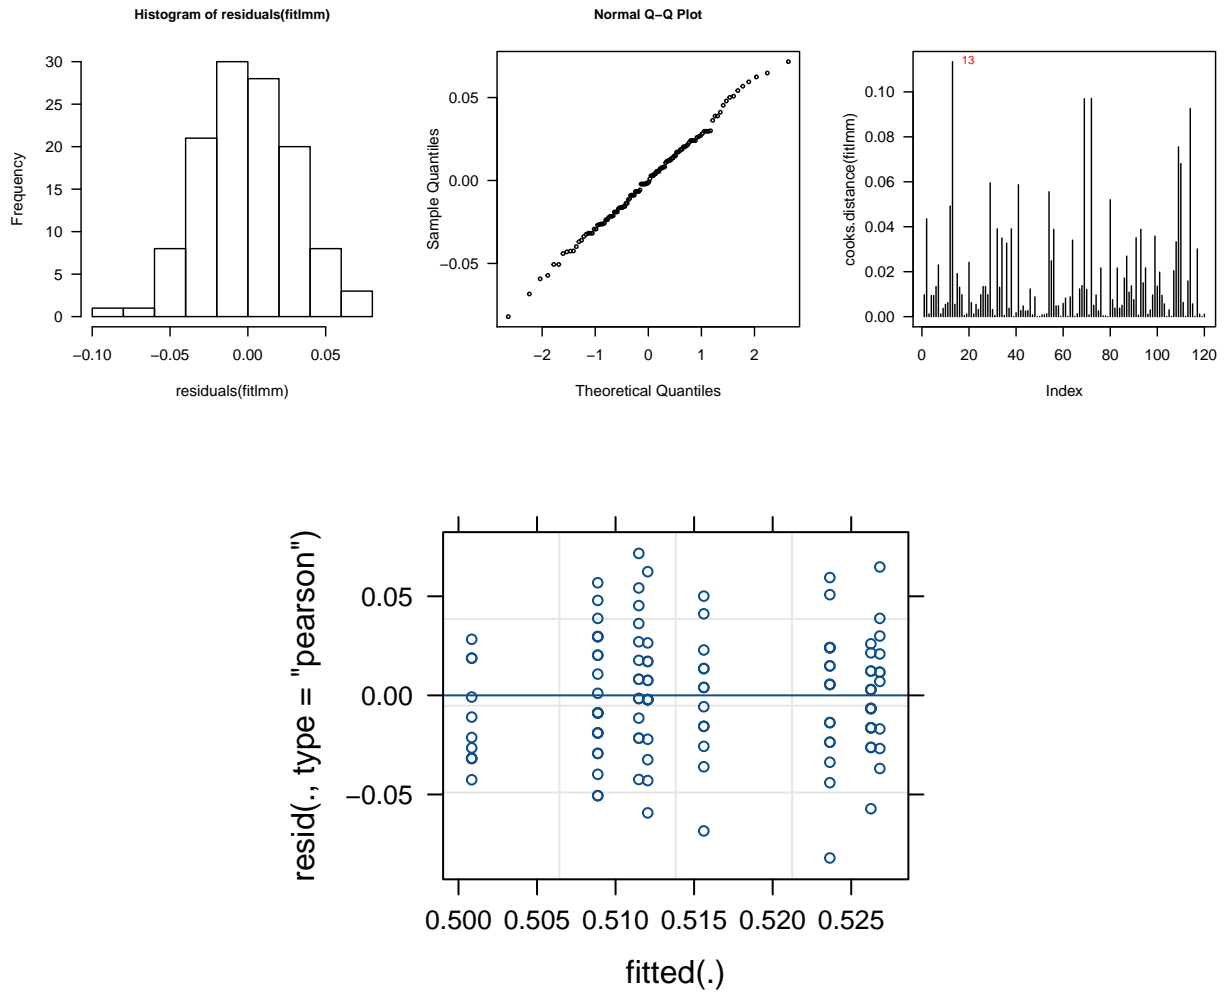 Histogram of residuals(fitlmm)
Frequency
30
25
20
15
10
5
0
−0.10 −0.05 0.00 0.05
residuals(fitlmm)
Normal Q−Q Plot
Sample Quantiles
0.05
0.00
−0.05
−2 −1 0 1 2
Theoretical Quantiles
13
cooks.distance(fitlmm)
0.10
0.08
0.06
0.04
0.02
0.00
0 20 40 60 80 100 120
Index
resid(., type = "pearson")
0.05
0.00
−0.05
0.500 0.505 0.510 0.515 0.520 0.525
fitted(.)